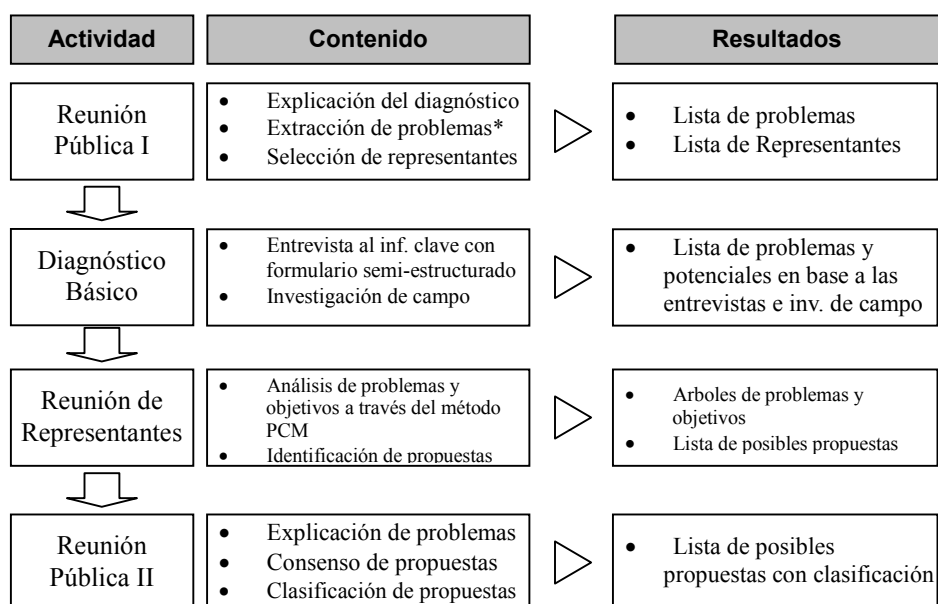 Actividad
Contenido
Resultados
Reunión
Pública I
• Explicación del diagnóstico
• Extracción de problemas*
• Selección de representantes
• Lista de problemas
• Lista de Representantes
Diagnóstico
Básico
• Entrevista al inf. clave con
formulario semi-estructurado
• Investigación de campo
• Lista de problemas y
potenciales en base a las
entrevistas e inv. de campo
Reunión de
Representantes
• Análisis de problemas y
objetivos a través del método
PCM
• Identificación de propuestas
• Arboles de problemas y
objetivos
• Lista de posibles propuestas
Reunión
Pública II
• Explicación de problemas
• Consenso de propuestas
• Clasificación de propuestas
• Lista de posibles
propuestas con clasificación